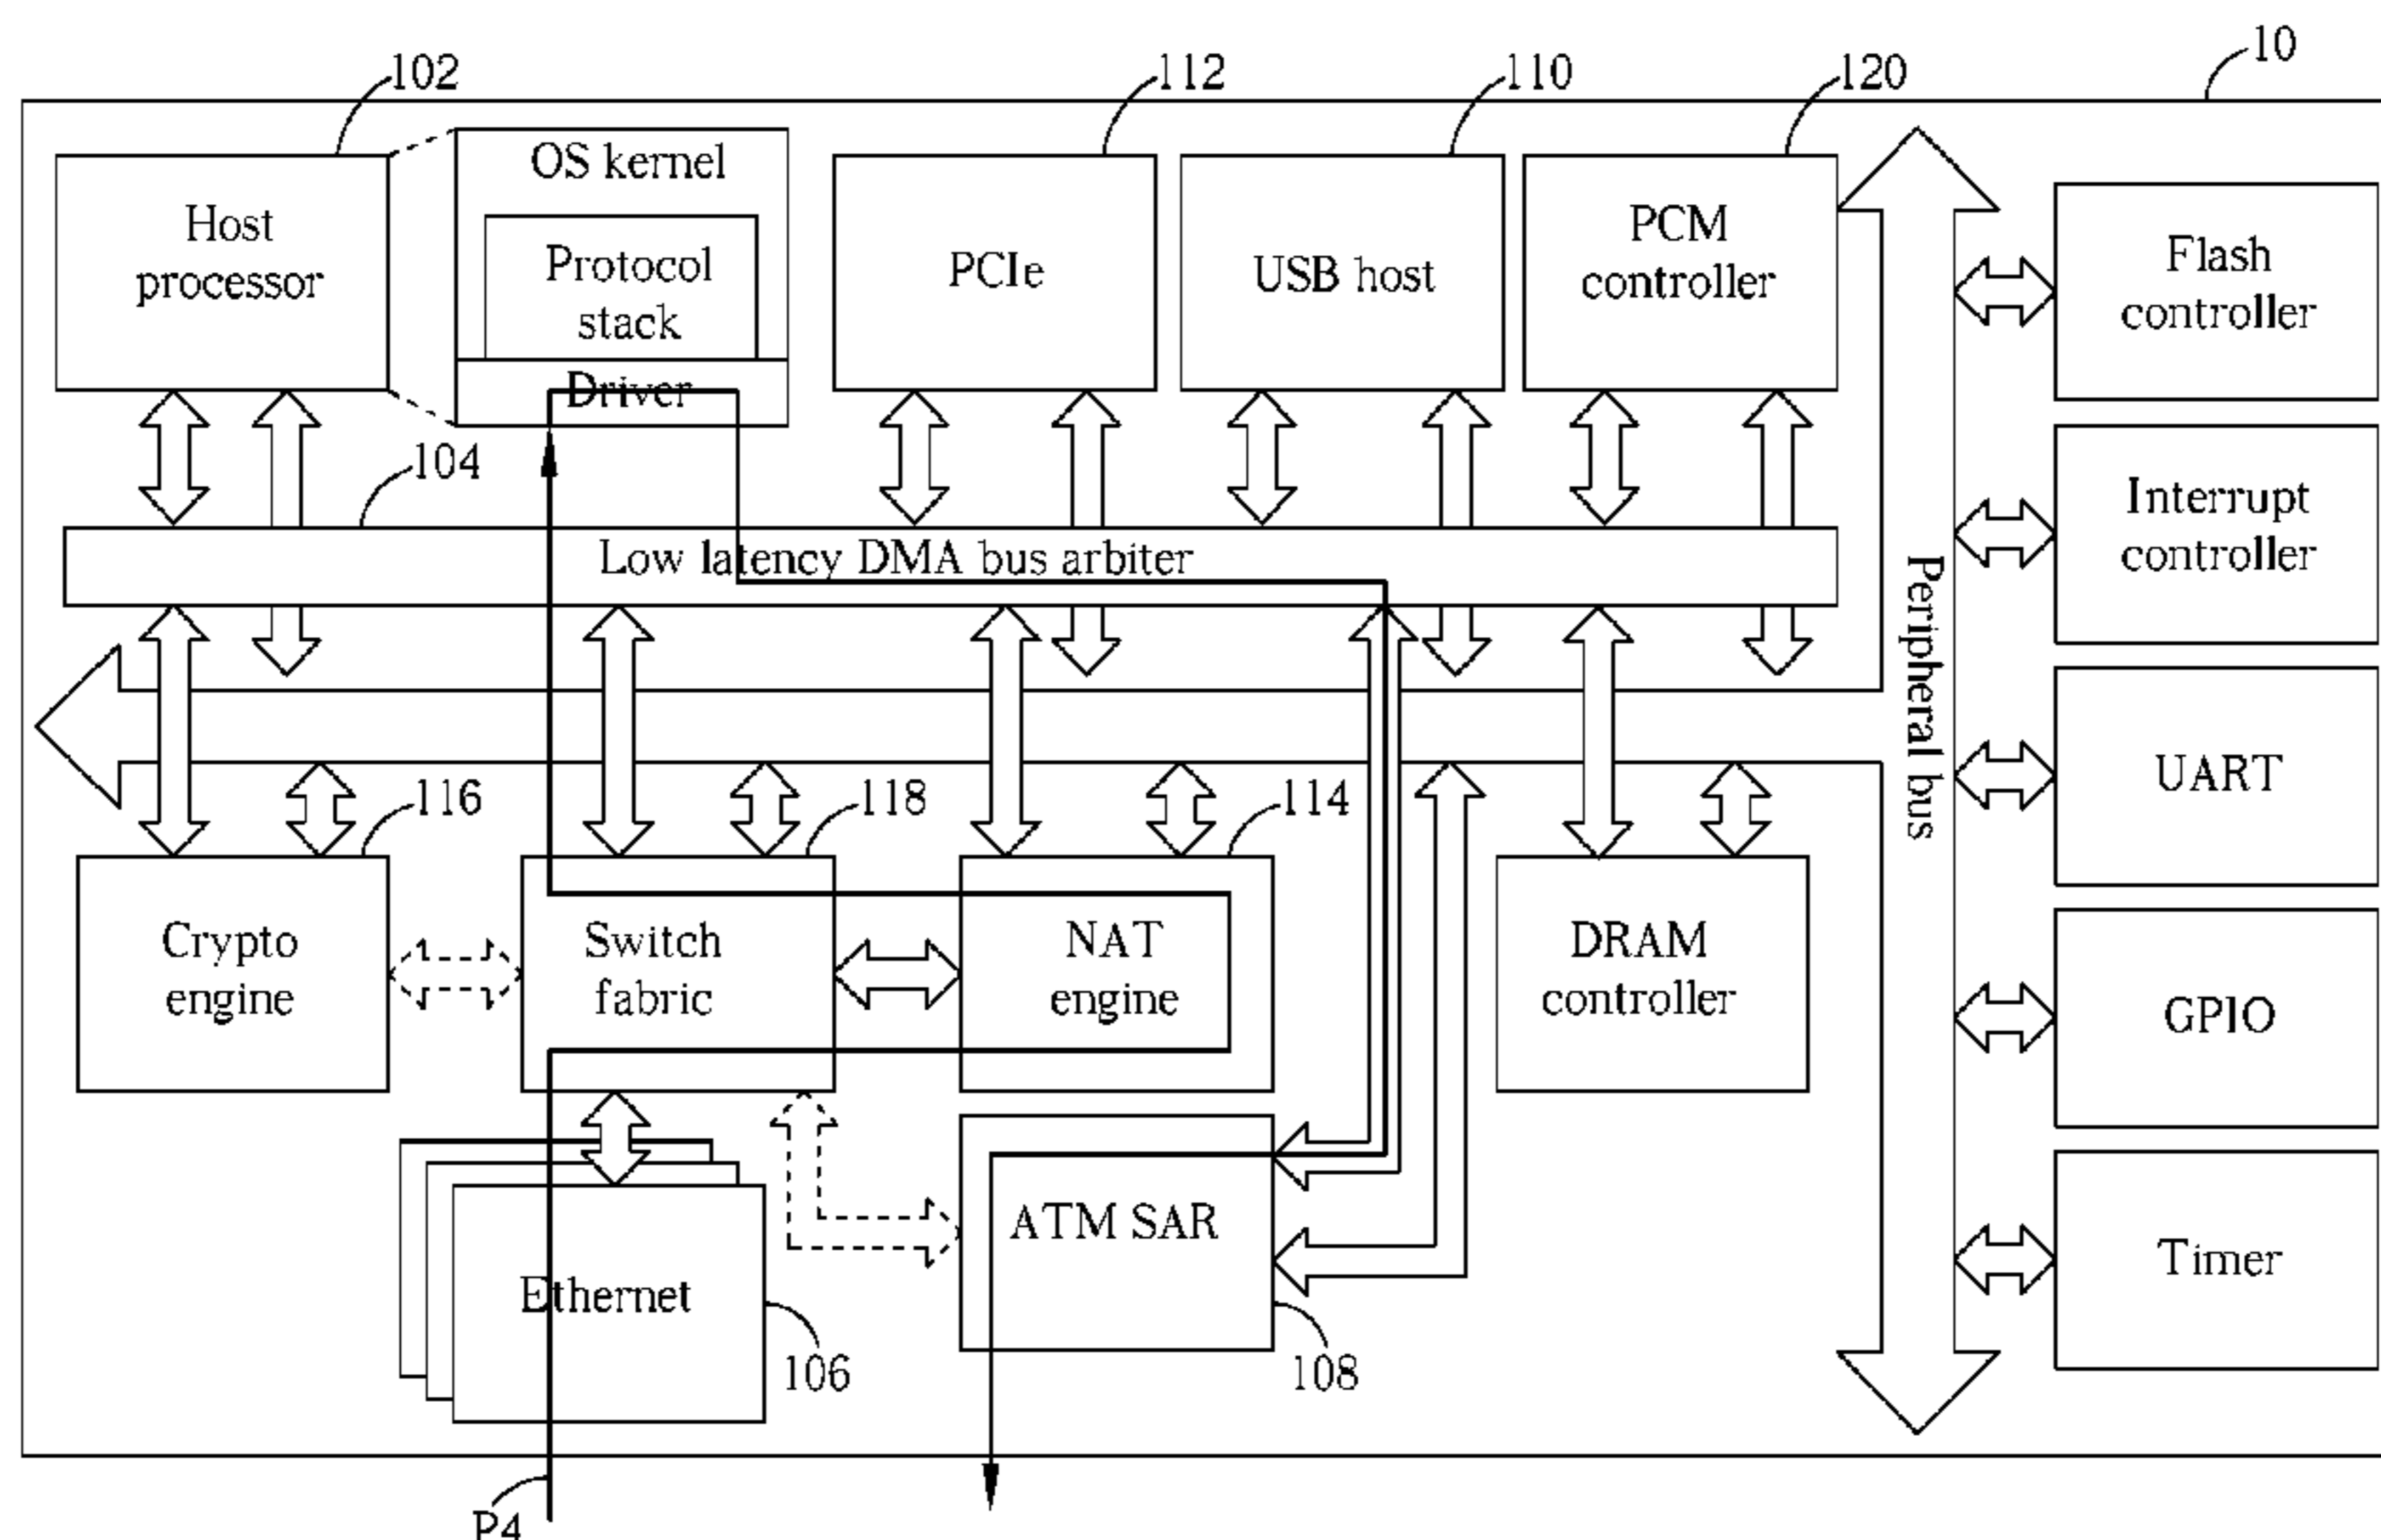 10
102
112
110
120
OS kernel
Host
processor
Protocol
stack
Driver
PCIe
USB host
PCM
controller
Flash
controller
104
Interrupt
controller
Low latency DMA bus arbiter
Peripheral bus
UART
116
118
114
Crypto
engine
Switch
fabric
NAT
engine
DRAM
controller
GPIO
ATM SAR
Timer
Ethernet
106
108
P4